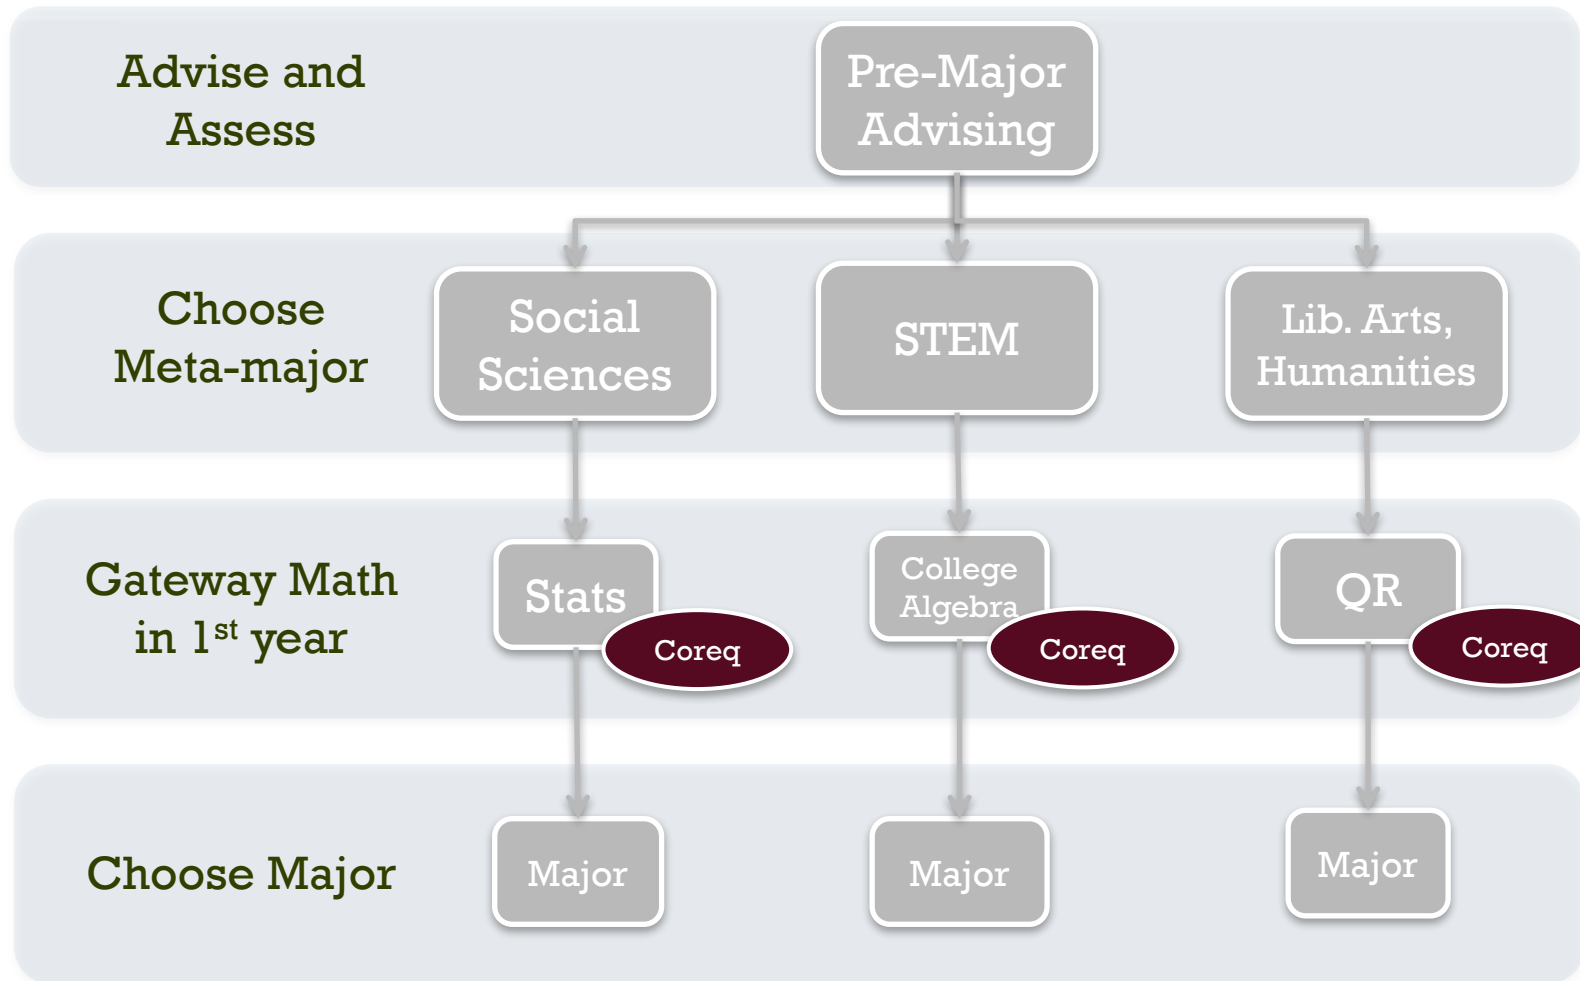 Advise and
Assess
Pre-Major
Advising
Choose
Meta-major
Social
Sciences
STEM
Lib. Arts,
Humanities
Gateway Math
in 1st year
Stats
Coreq
College
Algebra
Coreq
QR
Coreq
Choose Major
Major
Major
Major